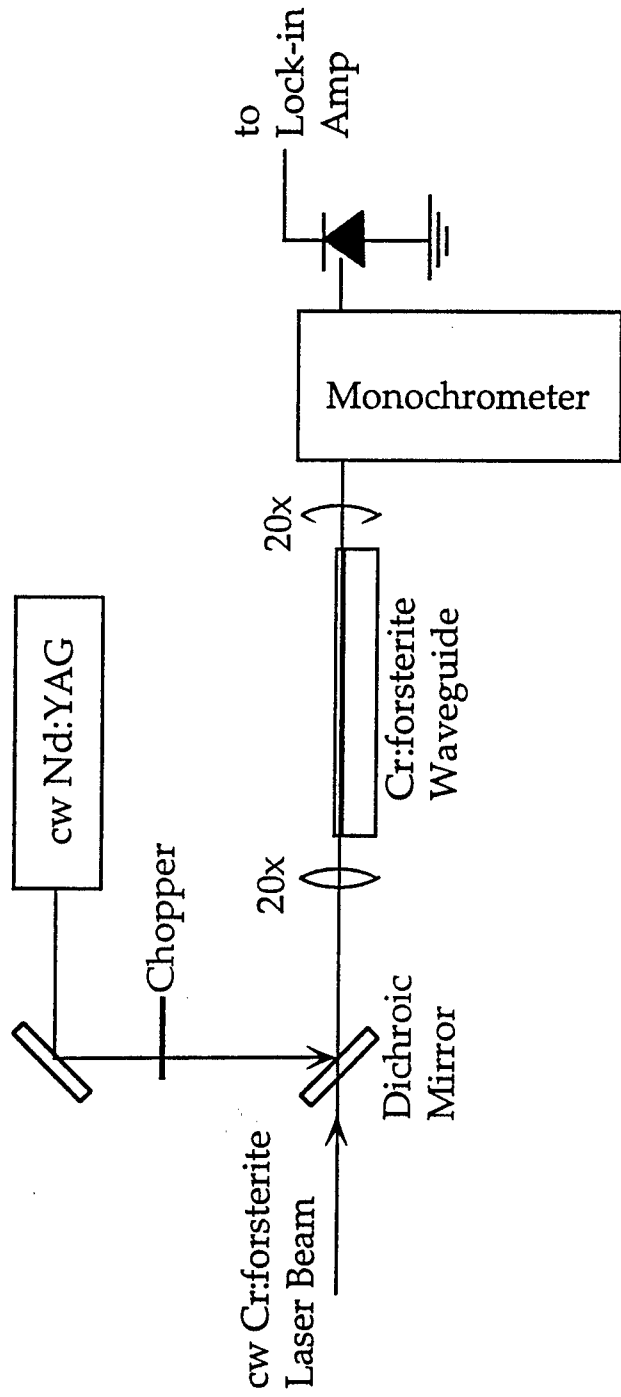 cw Nd:YAG
Chopper
cw Cr:forsterite
Laser Beam
Dichroic
Mirror
20x
Cr:forsterite
Waveguide
20x
Monochrometer
to
Lock-in
Amp